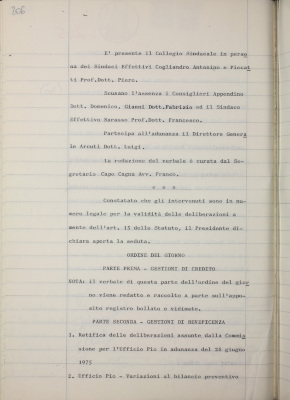 206
E' presente il Collegio Sindacale in perso
na dei Sindaci Effettivi Cugliandro Antonino e
ti Prof.Dott. Piero.
Scusano l'assenza i Consiglieri Appendino
Dott. Domenico, Gianni Dott.Fabrizio ed il Sindaco
Effettivo Marasso Prof.Dott. Francesco.
Partecipa all'adunanza il Direttore Genera
le Arcuti Dott. Luigi.
La redazione del verbale è curata dal Se-
gretario Capo Cagna Avv. Franco.
° ° °
Constatato che gli intervenuti sono in nu-
mero legale per la validità delle deliberazioni a
mente dell'art. 15 dello Statuto, il Presidente di-
chiara aperta la seduta.
ORDINE DEL GIORNO
PARTE PRIMA - GESTIONI DI CREDITO
NOTA: il verbale di questa parte dell'ordine del gior
no viene redatto e raccolto a parte sull'appo-
sito registro bollato e vidimato.
PARTE SECONDA - GESTIONI DI BENEFICENZA
1. Ratifica delle deliberazioni assunte dalla Commis
sione per l'Ufficio Pio in adunanza del 20 giugno
1975
2. Ufficio Pio - Variazioni al bilancio preventivo